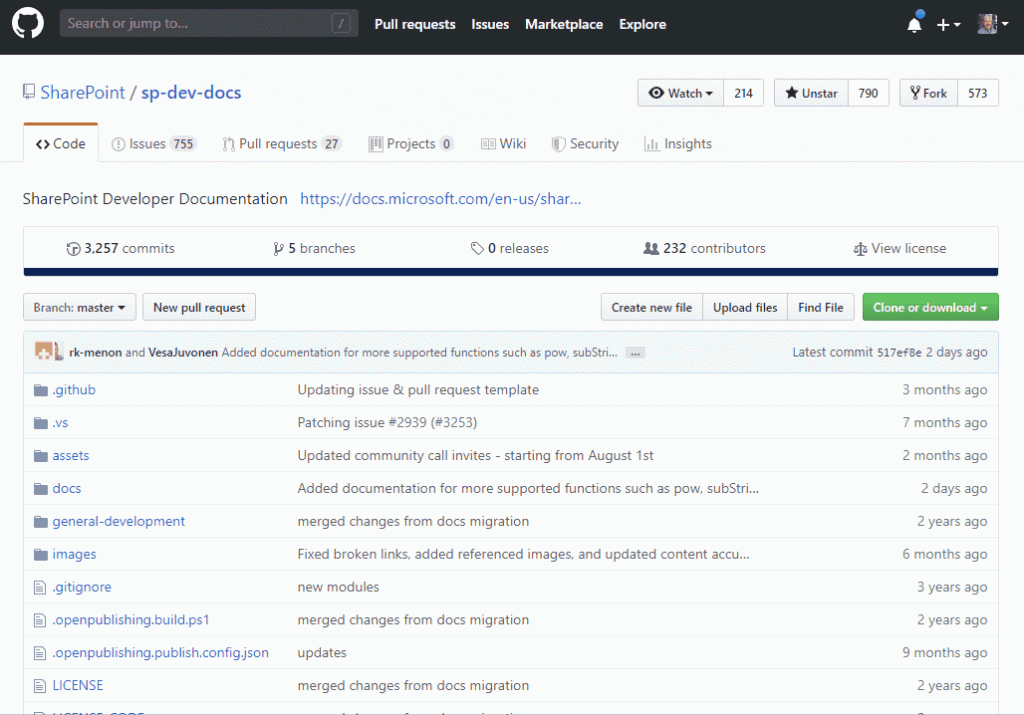 Search or jump to... / Pull requests Issues Marketplace Explore
SharePoint / sp-dev-docs Watch 214 Unstar 790 Fork 573
Code Issues 755 Pull requests 27 Projects 0 Wiki Security Insights
SharePoint Developer Documentation https://docs.microsoft.com/en-us/shar...
3,257 commits 5 branches 0 releases 232 contributors View license
Branch: master New pull request Create new file Upload files Find File Clone or download
rk-menon and VesaJuvonen Added documentation for more supported functions such as pow, subStri... ... Latest commit 517ef8e 2 days ago
.github Updating issue & pull request template 3 months ago
.vs Patching issue #2939 (#3253) 7 months ago
assets Updated community call invites - starting from August 1st 2 months ago
docs Added documentation for more supported functions such as pow, subStri... 2 days ago
general-development merged changes from docs migration 2 years ago
images Fixed broken links, added referenced images, and updated content accu... 6 months ago
.gitignore new modules 3 years ago
.openpublishing.build.ps1 merged changes from docs migration 2 years ago
.openpublishing.publish.config.json updates 9 months ago
LICENSE merged changes from docs migration 2 years ago